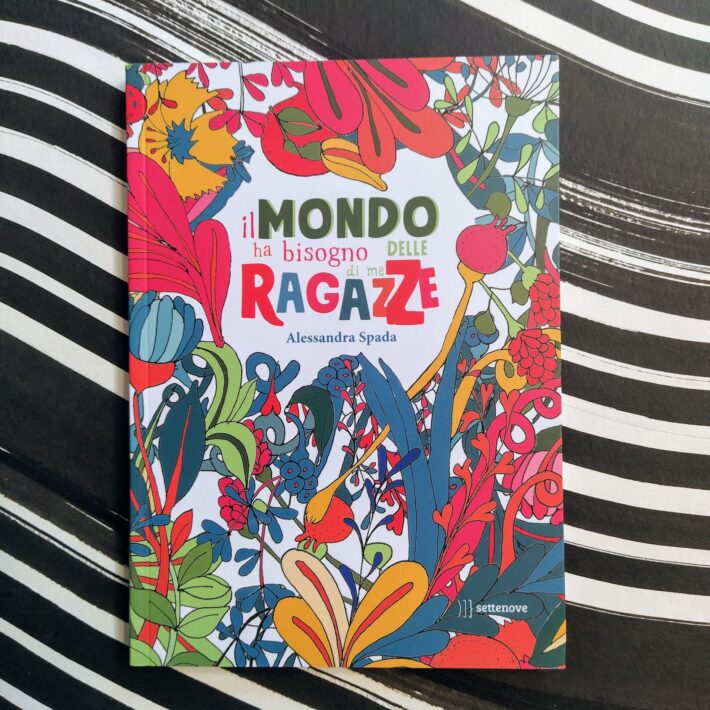 il MONDO
ha bisogno DELLE
di me
RAGAZZE
Alessandra Spada
)]} settenove